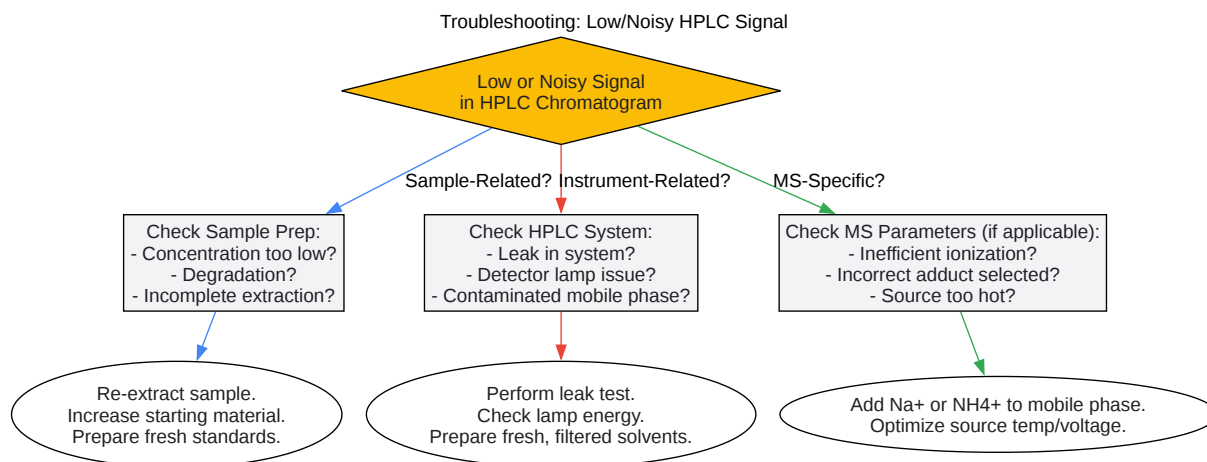 Troubleshooting: Low/Noisy HPLC Signal
Low or Noisy Signal
in HPLC Chromatogram
Sample-Related?
Instrument-Related?
MS-Specific?
Check Sample Prep:
- Concentration too low?
- Degradation?
- Incomplete extraction?
Check HPLC System:
- Leak in system?
- Detector lamp issue?
- Contaminated mobile phase?
Check MS Parameters (if applicable):
- Inefficient ionization?
- Incorrect adduct selected?
- Source too hot?
Re-extract sample.
Increase starting material.
Prepare fresh standards.
Perform leak test.
Check lamp energy.
Prepare fresh, filtered solvents.
Add Na+ or NH4+ to mobile phase.
Optimize source temp/voltage.